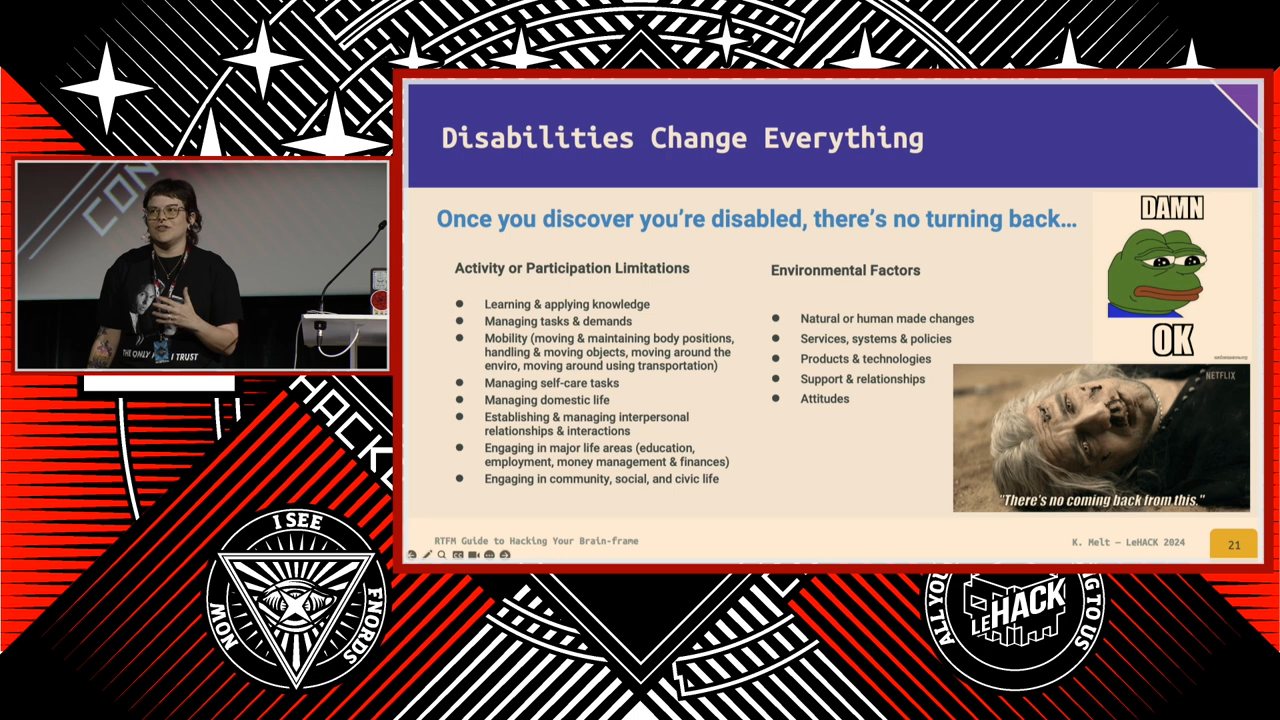 Disabilities Change Everything
Once you discover you’re disabled, there’s no turning back…
Activity or Participation Limitations
● Learning & applying knowledge
● Managing tasks & demands
● Mobility (moving & maintaining body positions,
handling & moving objects, moving around the
enviro, moving around using transportation)
● Managing self-care tasks
● Managing domestic life
● Establishing & managing interpersonal
relationships & interactions
● Engaging in major life areas (education,
employment, money management & finances)
● Engaging in community, social, and civic life
Environmental Factors
● Natural or human made changes
● Services, systems & policies
● Products & technologies
● Support & relationships
● Attitudes
DAMN
OK
NETFLIX
"There's no coming back from this."
RTFM Guide to Hacking Your Brain-frame
K. Melt — LeHACK 2024
21
CON
THE ONLY
I TRUST
HACKE
I SEE
FNORDS
NOW
ALL YOU
LEHACK
NG TO US